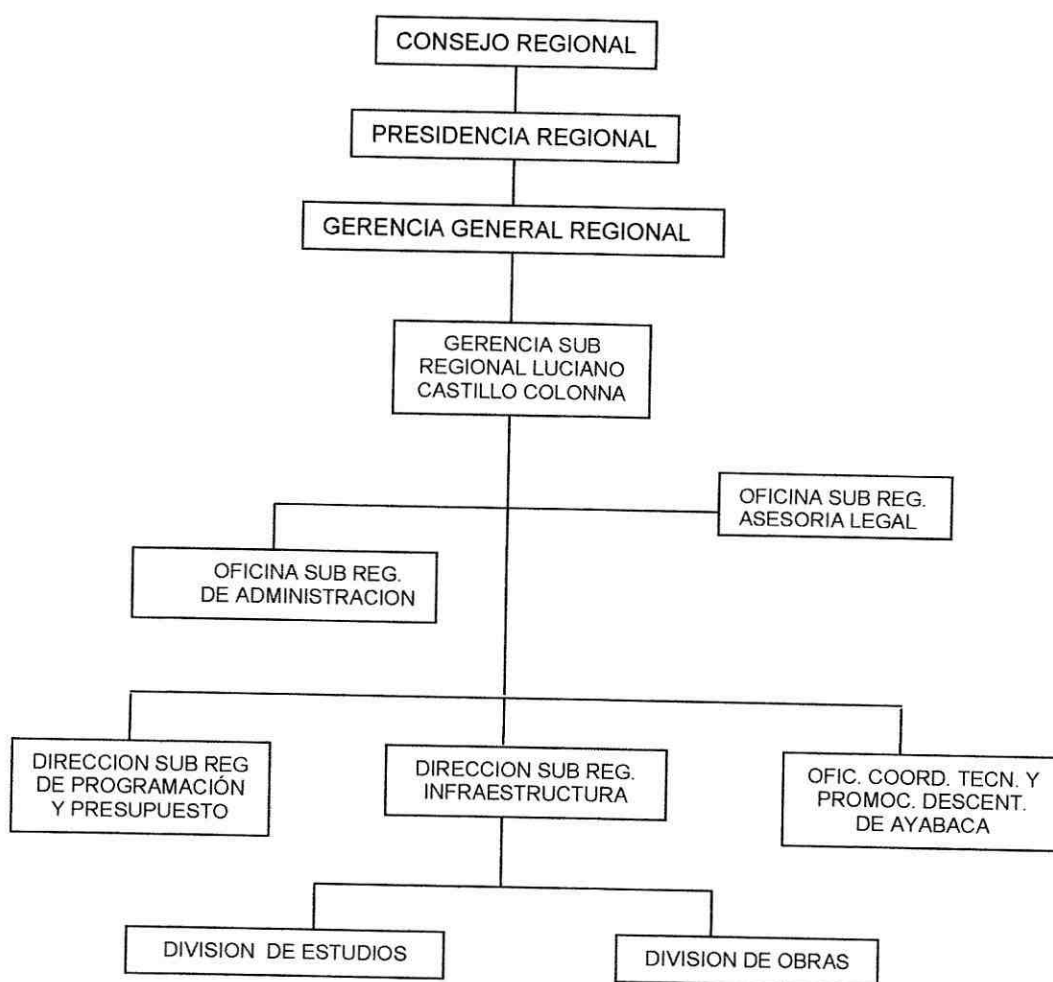 CONSEJO REGIONAL
PRESIDENCIA REGIONAL
GERENCIA GENERAL REGIONAL
GERENCIA SUB
REGIONAL LUCIANO
CASTILLO COLONNA
OFICINA SUB REG.
ASESORIA LEGAL
OFICINA SUB REG.
DE ADMINISTRACION
DIRECCION SUB REG
DE PROGRAMACIÓN
Y PRESUPUESTO
DIRECCION SUB REG.
INFRAESTRUCTURA
OFIC. COORD. TECN. Y
PROMOC. DESCENT.
DE AYABACA
DIVISION DE ESTUDIOS
DIVISION DE OBRAS